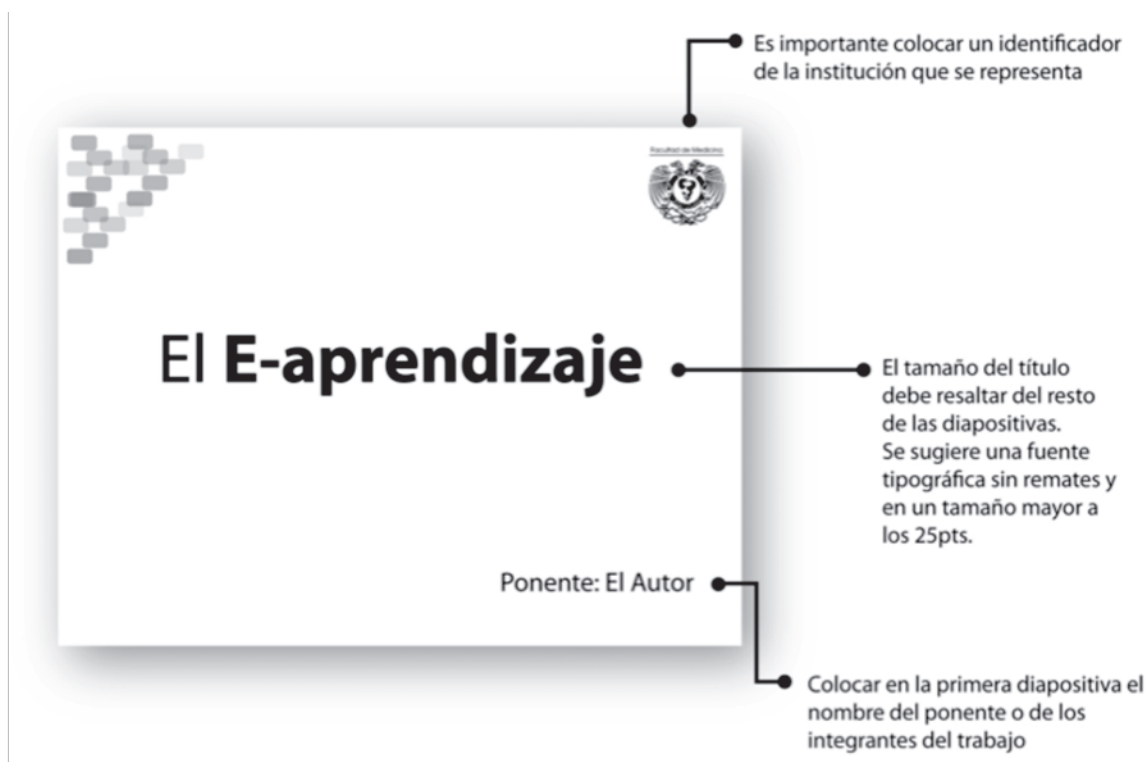 Es importante colocar un identificador
de la institución que se representa
Facultad de Medicina
El E-aprendizaje
El tamaño del título
debe resaltar del resto
de las diapositivas.
Se sugiere una fuente
tipográfica sin remates y
en un tamaño mayor a
los 25pts.
Ponente: El Autor
Colocar en la primera diapositiva el
nombre del ponente o de los
integrantes del trabajo